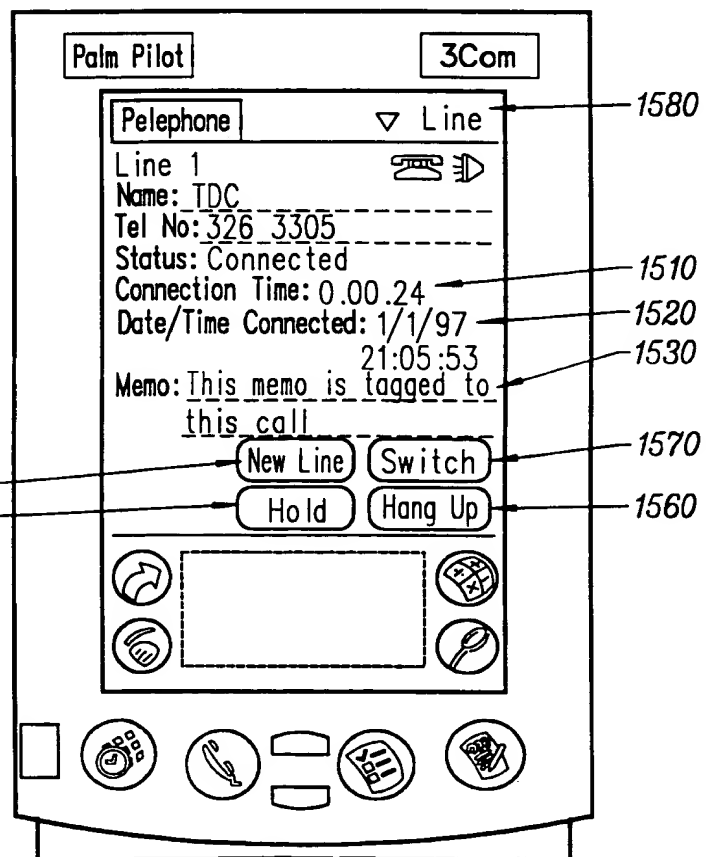 Palm Pilot 3Com
Pelephone ▽ Line 1580
Line 1
Name: TDC
Tel No: 326 3305
Status: Connected
Connection Time: 0.00.24 1510
Date/Time Connected: 1/1/97 1520
21:05:53 1530
Memo: This memo is tagged to
this call
New Line Switch 1570
Hold Hang Up 1560